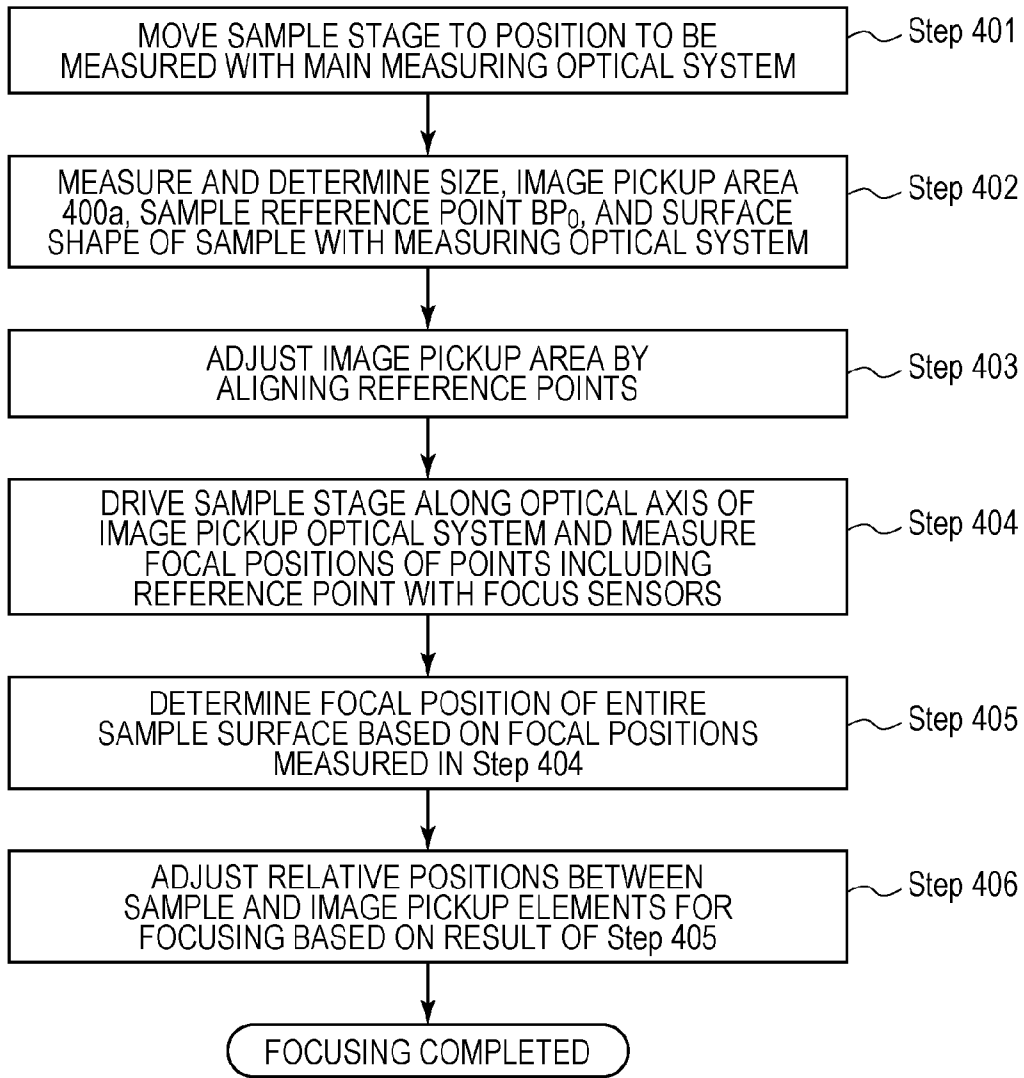 MOVE SAMPLE STAGE TO POSITION TO BE
MEASURED WITH MAIN MEASURING OPTICAL SYSTEM
Step 401
MEASURE AND DETERMINE SIZE, IMAGE PICKUP AREA
400a, SAMPLE REFERENCE POINT BP₀, AND SURFACE
SHAPE OF SAMPLE WITH MEASURING OPTICAL SYSTEM
Step 402
ADJUST IMAGE PICKUP AREA BY
ALIGNING REFERENCE POINTS
Step 403
DRIVE SAMPLE STAGE ALONG OPTICAL AXIS OF
IMAGE PICKUP OPTICAL SYSTEM AND MEASURE
FOCAL POSITIONS OF POINTS INCLUDING
REFERENCE POINT WITH FOCUS SENSORS
Step 404
DETERMINE FOCAL POSITION OF ENTIRE
SAMPLE SURFACE BASED ON FOCAL POSITIONS
MEASURED IN Step 404
Step 405
ADJUST RELATIVE POSITIONS BETWEEN
SAMPLE AND IMAGE PICKUP ELEMENTS FOR
FOCUSING BASED ON RESULT OF Step 405
Step 406
FOCUSING COMPLETED